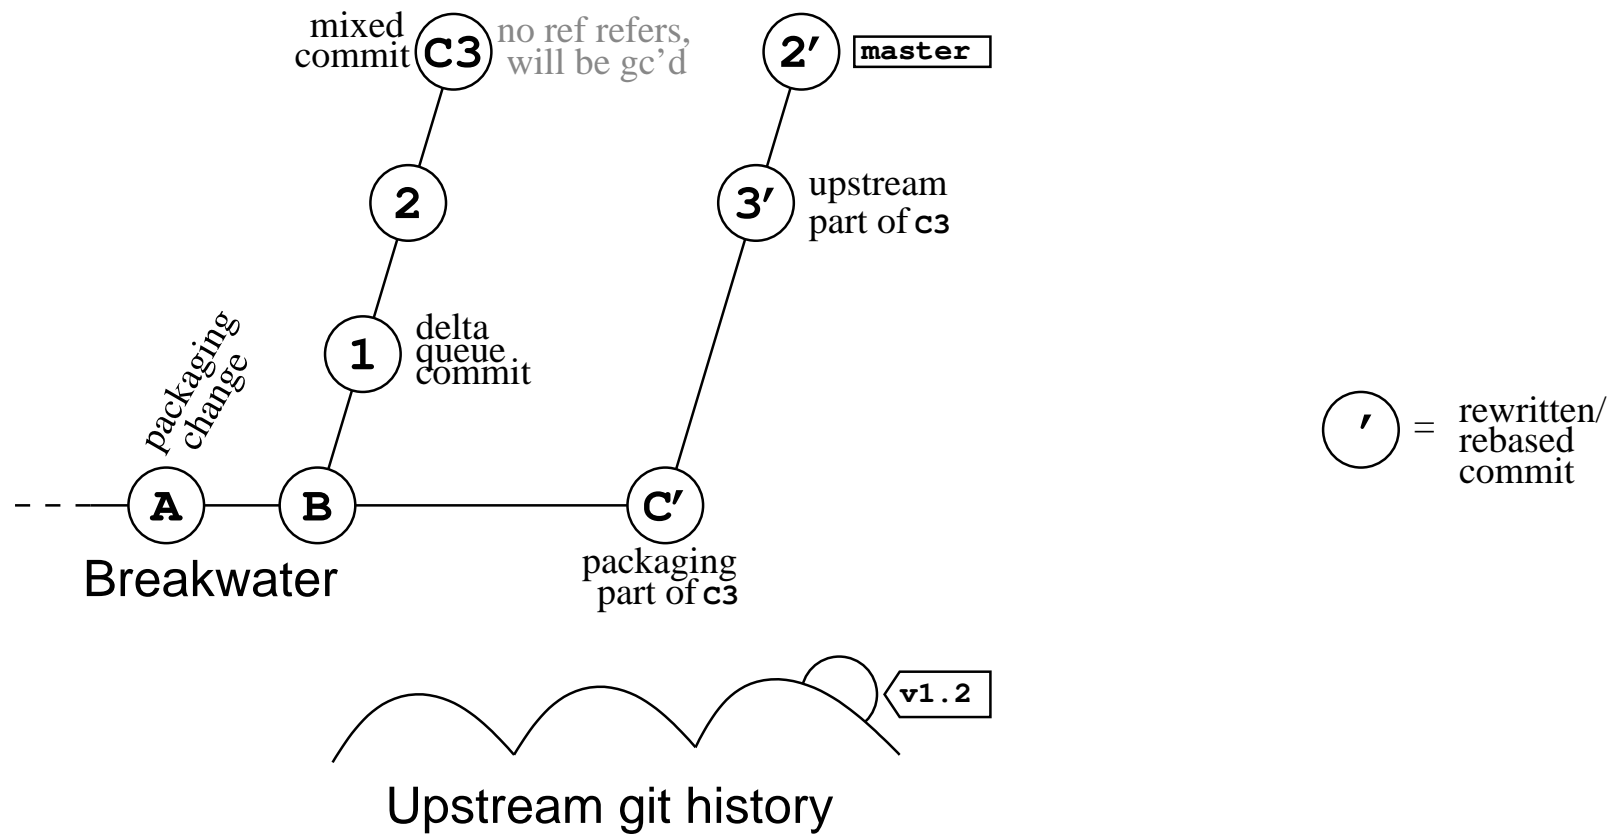 mixed
commit
C3
no ref refers,
will be gc’d
2′
master
2
3′
upstream
part of C3
packaging
change
1
delta
queue
commit
′
=
rewritten/
rebased
commit
A
B
C′
Breakwater
packaging
part of C3
v1.2
Upstream git history